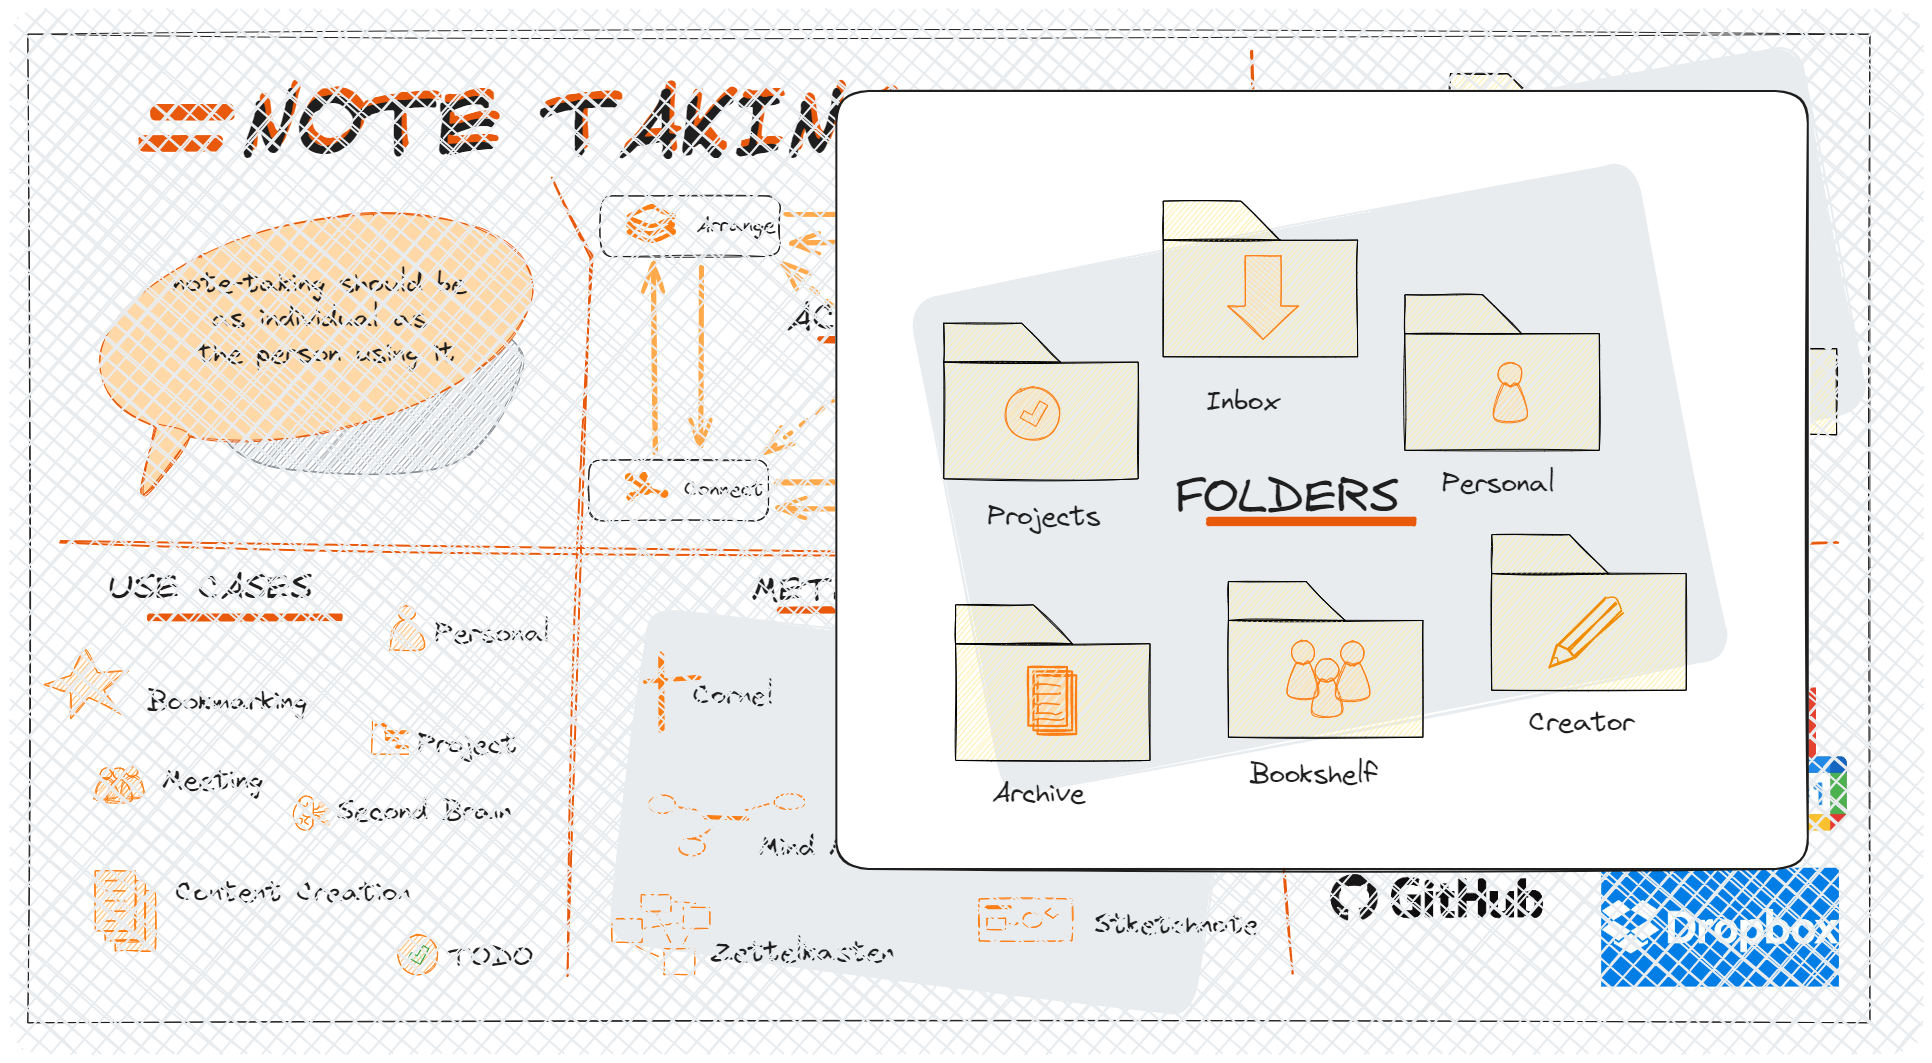 NOTE TAKIN
note-taking should be
as individual as
the person using it
Arrange
AC
Connect
USE CASES
Personal
Bookmarking
Project
Meeting
Second Brain
Content Creation
TODO
MET
Cornel
Mind
Zettelkasten
Sketchnote
Inbox
Projects
Personal
FOLDERS
Archive
Bookshelf
Creator
GitHub
Dropbox